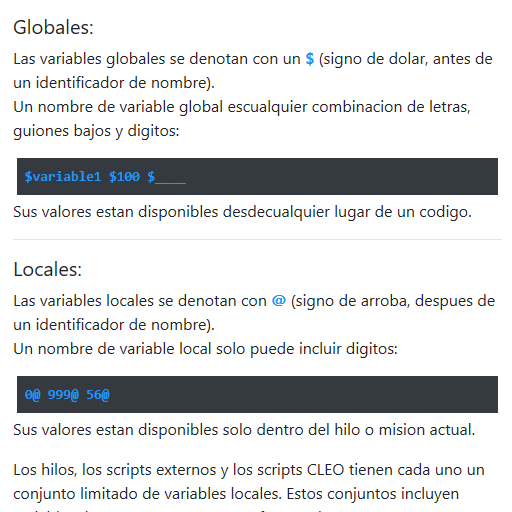 Globales:
Las variables globales se denotan con un $ (signo de dolar, antes de
un identificador de nombre).
Un nombre de variable global escualquier combinacion de letras,
guiones bajos y digitos:
$variable1 $100 $____
Sus valores estan disponibles desdecualquier lugar de un codigo.
Locales:
Las variables locales se denotan con @ (signo de arroba, despues de
un identificador de nombre).
Un nombre de variable local solo puede incluir digitos:
0@ 999@ 56@
Sus valores estan disponibles solo dentro del hilo o mision actual.
Los hilos, los scripts externos y los scripts CLEO tienen cada uno un
conjunto limitado de variables locales. Estos conjuntos incluyen